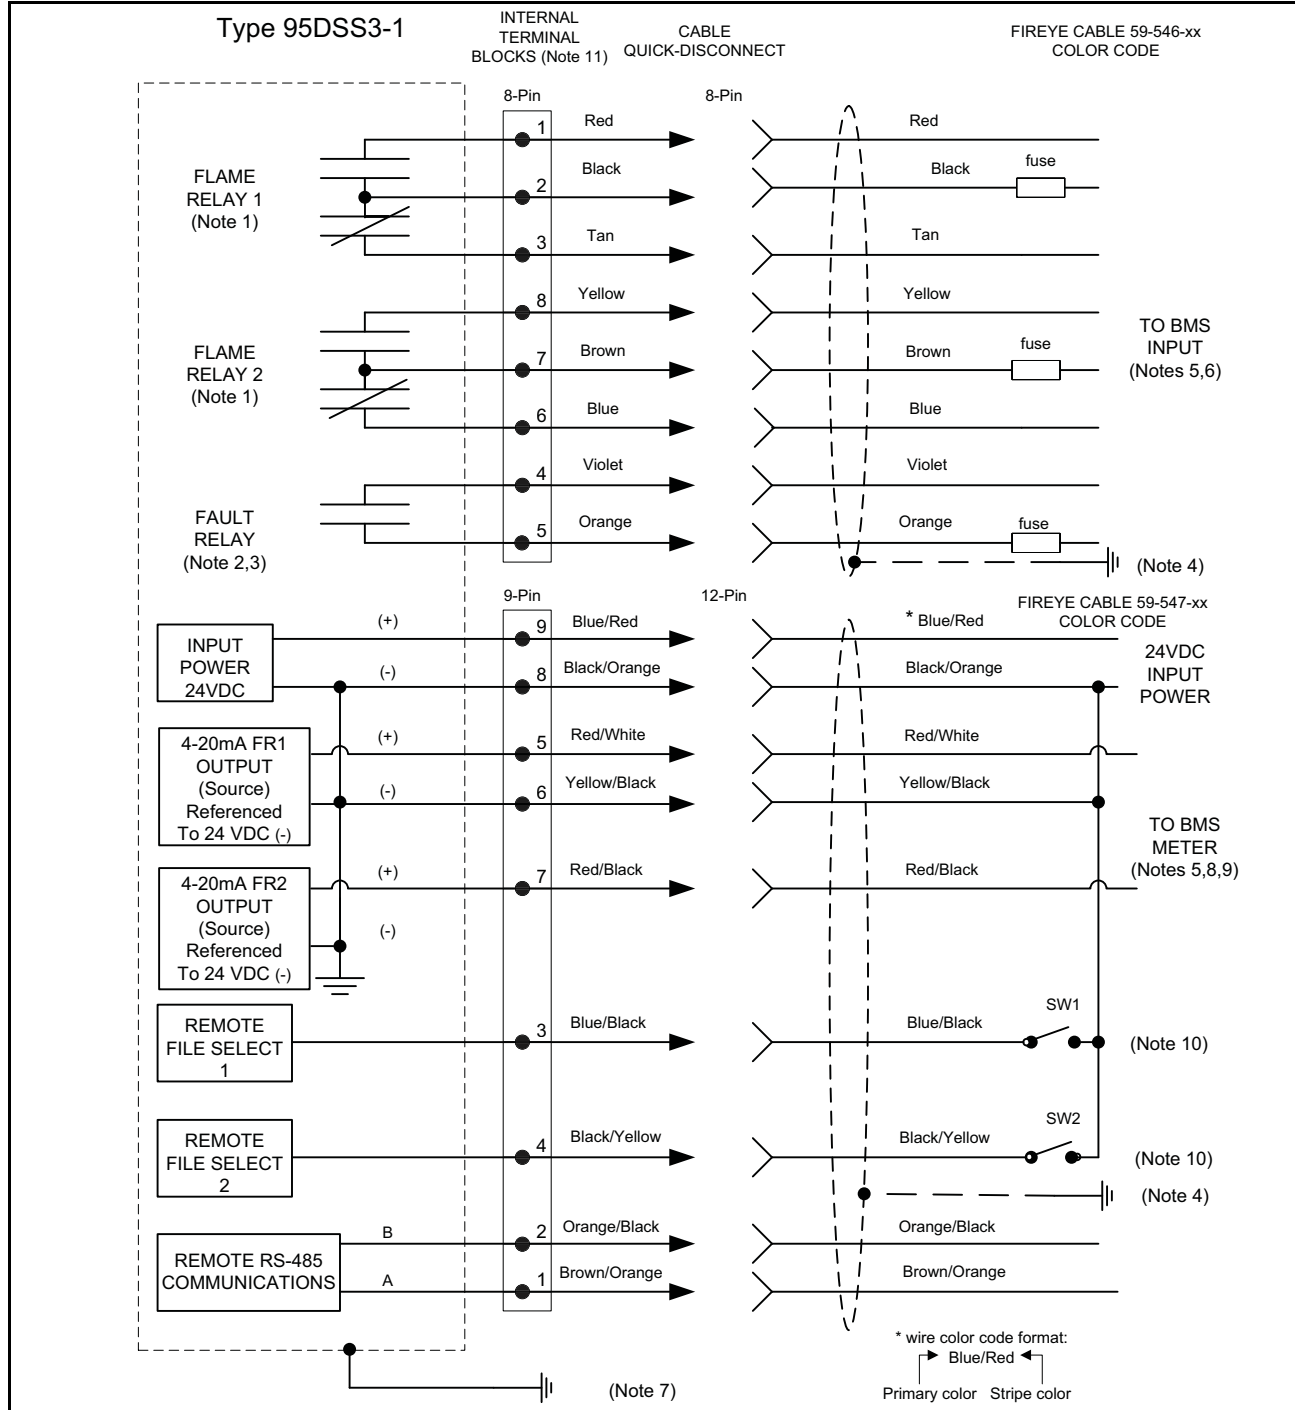 Type 95DSS3-1
INTERNAL
TERMINAL
BLOCKS (Note 11)
CABLE
QUICK-DISCONNECT
FIREYE CABLE 59-546-xx
COLOR CODE
8-Pin
8-Pin
FLAME
RELAY 1
(Note 1)
1
Red
Red
2
Black
Black
fuse
3
Tan
Tan
FLAME
RELAY 2
(Note 1)
8
Yellow
Yellow
7
Brown
Brown
fuse
6
Blue
Blue
TO BMS
INPUT
(Notes 5,6)
FAULT
RELAY
(Note 2,3)
4
Violet
Violet
5
Orange
Orange
fuse
(Note 4)
9-Pin
12-Pin
FIREYE CABLE 59-547-xx
COLOR CODE
INPUT
POWER
24VDC
(+)
9
Blue/Red
* Blue/Red
(-)
8
Black/Orange
Black/Orange
24VDC
INPUT
POWER
4-20mA FR1
OUTPUT
(Source)
Referenced
To 24 VDC (-)
(+)
5
Red/White
Red/White
(-)
6
Yellow/Black
Yellow/Black
TO BMS
METER
(Notes 5,8,9)
4-20mA FR2
OUTPUT
(Source)
Referenced
To 24 VDC (-)
(+)
7
Red/Black
Red/Black
(-)
REMOTE
FILE SELECT
1
3
Blue/Black
Blue/Black
SW1
(Note 10)
REMOTE
FILE SELECT
2
4
Black/Yellow
Black/Yellow
SW2
(Note 10)
(Note 4)
REMOTE RS-485
COMMUNICATIONS
B
2
Orange/Black
Orange/Black
A
1
Brown/Orange
Brown/Orange
* wire color code format:
Blue/Red
Primary color Stripe color
(Note 7)